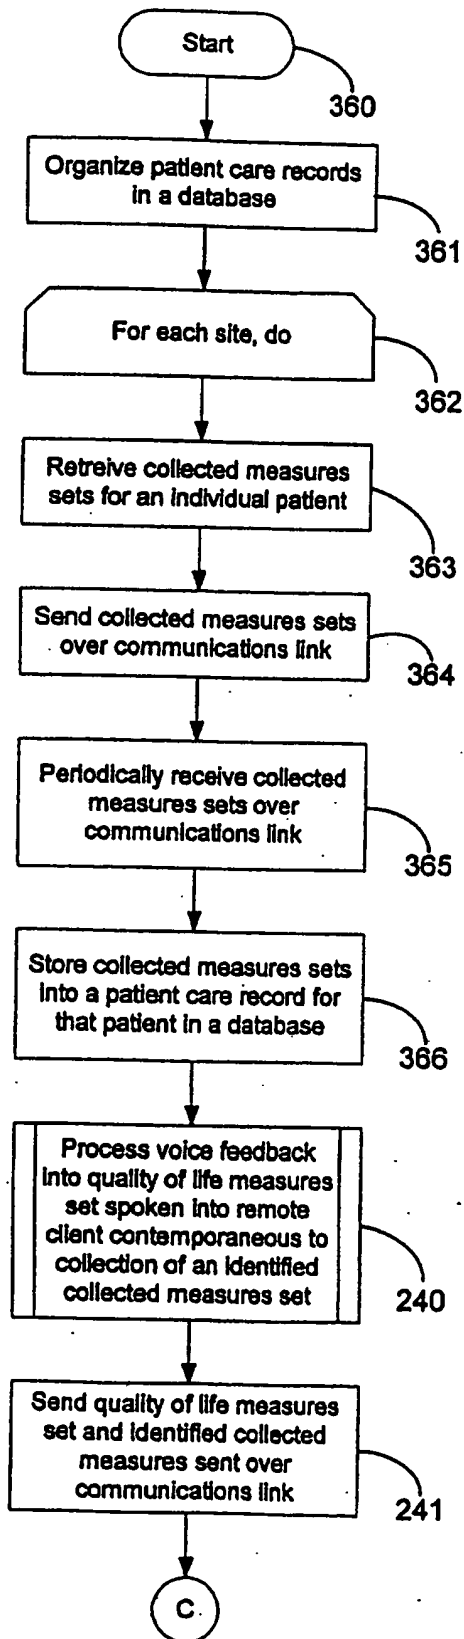 Start
360
Organize patient care records
in a database
361
For each site, do
362
Retreive collected measures
sets for an individual patient
363
Send collected measures sets
over communications link
364
Periodically receive collected
measures sets over
communications link
365
Store collected measures sets
into a patient care record for
that patient in a database
366
Process voice feedback
into quality of life measures
set spoken into remote
client contemporaneous to
collection of an identified
collected measures set
240
Send quality of life measures
set and identified collected
measures sent over
communications link
241
C